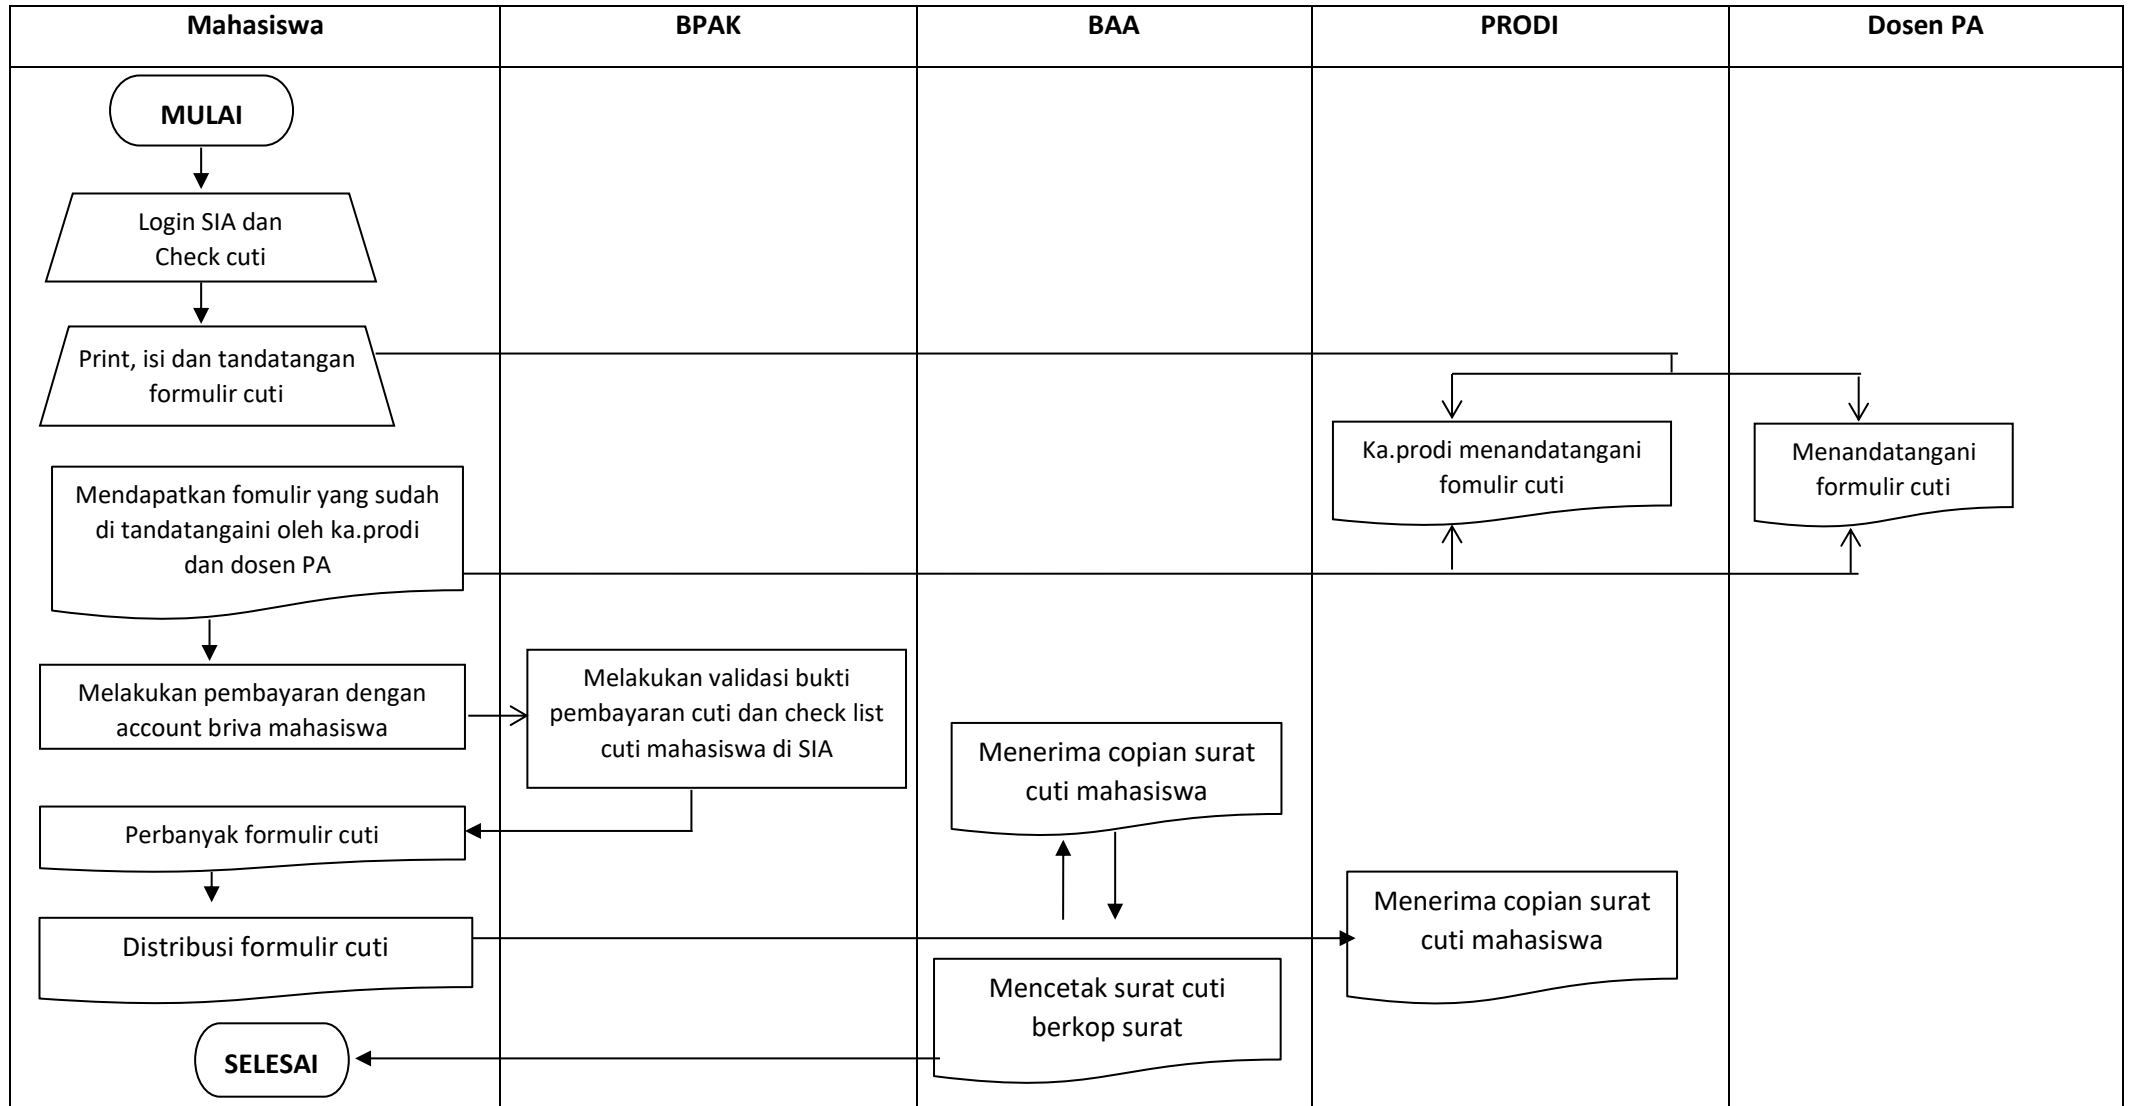 Mahasiswa
BPAK
BAA
PRODI
Dosen PA
MULAI
Login SIA dan
Check cuti
Print, isi dan tandatangan
formulir cuti
Ka.prodi menandatangani
fomulir cuti
Menandatangani
formulir cuti
Mendapatkan fomulir yang sudah
di tandatangaini oleh ka.prodi
dan dosen PA
Melakukan pembayaran dengan
account briva mahasiswa
Melakukan validasi bukti
pembayaran cuti dan check list
cuti mahasiswa di SIA
Menerima copian surat
cuti mahasiswa
Perbanyak formulir cuti
Menerima copian surat
cuti mahasiswa
Distribusi formulir cuti
Mencetak surat cuti
berkop surat
SELESAI